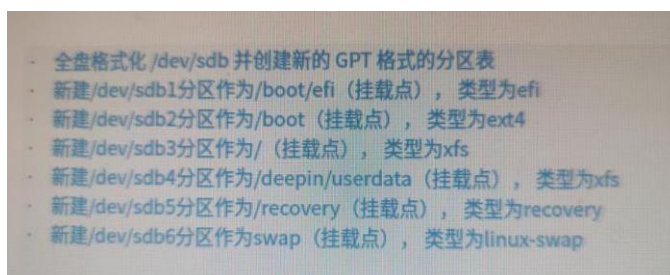 · 全盘格式化 /dev/sdb 并创建新的 GPT 格式的分区表
· 新建/dev/sdb1分区作为/boot/efi（挂载点）， 类型为efi
· 新建/dev/sdb2分区作为/boot（挂载点）， 类型为ext4
· 新建/dev/sdb3分区作为/（挂载点）， 类型为xfs
· 新建/dev/sdb4分区作为/deepin/userdata（挂载点）， 类型为xfs
· 新建/dev/sdb5分区作为/recovery（挂载点）， 类型为recovery
· 新建/dev/sdb6分区作为swap（挂载点）， 类型为linux-swap